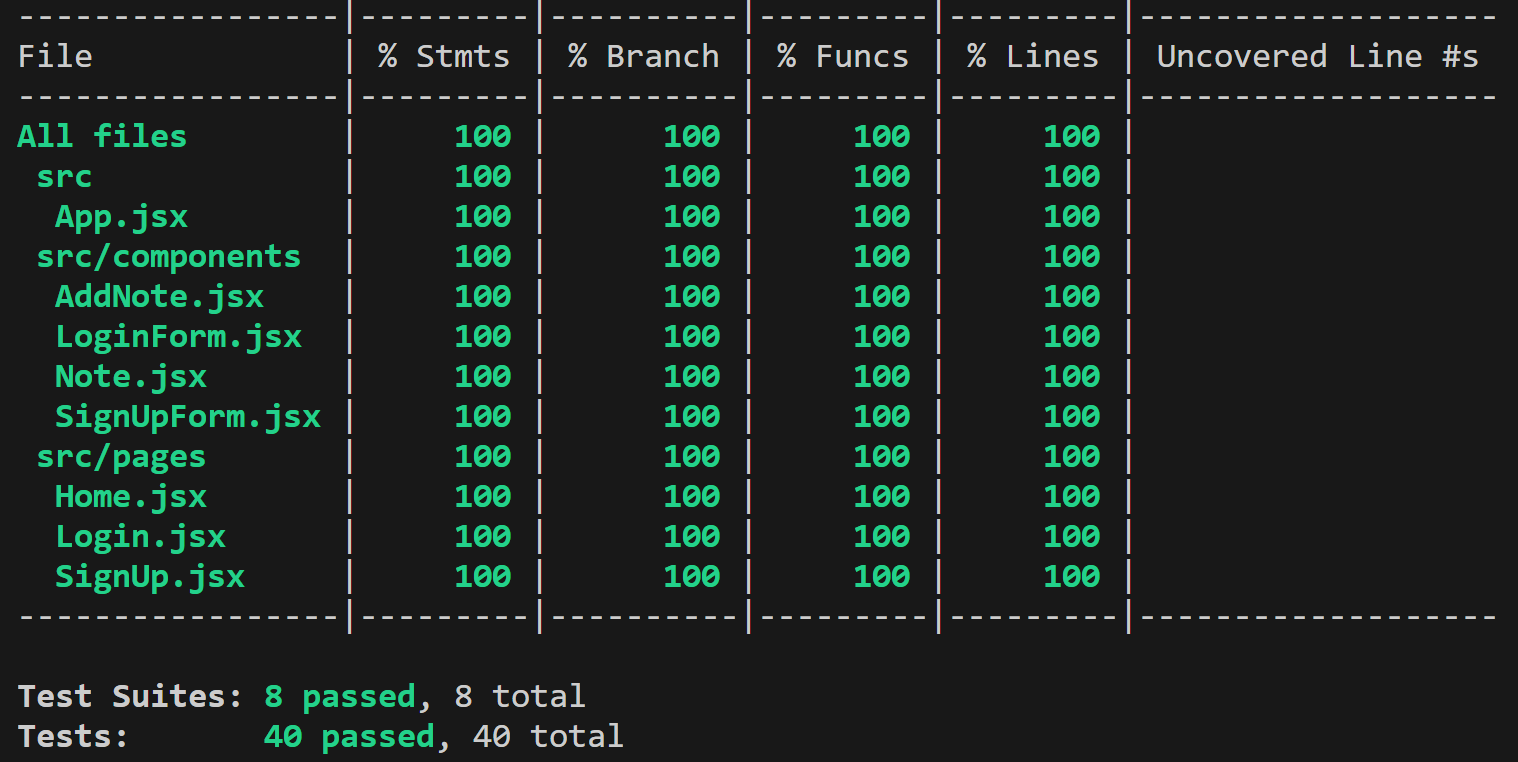 -----------------|---------|----------|---------|---------|-------------------
File             | % Stmts | % Branch | % Funcs | % Lines | Uncovered Line #s
-----------------|---------|----------|---------|---------|-------------------
All files        |     100 |      100 |     100 |     100 |
 src             |     100 |      100 |     100 |     100 |
  App.jsx        |     100 |      100 |     100 |     100 |
 src/components  |     100 |      100 |     100 |     100 |
  AddNote.jsx    |     100 |      100 |     100 |     100 |
  LoginForm.jsx  |     100 |      100 |     100 |     100 |
  Note.jsx       |     100 |      100 |     100 |     100 |
  SignUpForm.jsx |     100 |      100 |     100 |     100 |
 src/pages       |     100 |      100 |     100 |     100 |
  Home.jsx       |     100 |      100 |     100 |     100 |
  Login.jsx      |     100 |      100 |     100 |     100 |
  SignUp.jsx     |     100 |      100 |     100 |     100 |
-----------------|---------|----------|---------|---------|-------------------
Test Suites: 8 passed, 8 total
Tests:       40 passed, 40 total